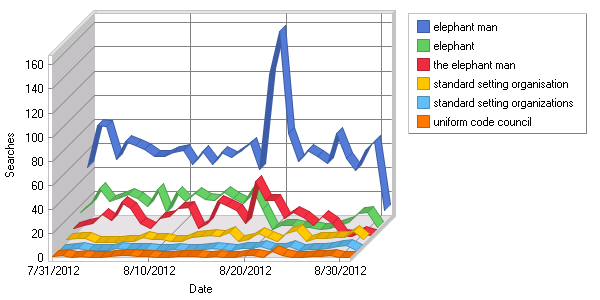 elephant man
elephant
the elephant man
standard setting organisation
standard setting organizations
uniform code council
Searches
160
140
120
100
80
60
40
20
0
7/31/2012 8/10/2012 8/20/2012 8/30/2012
Date